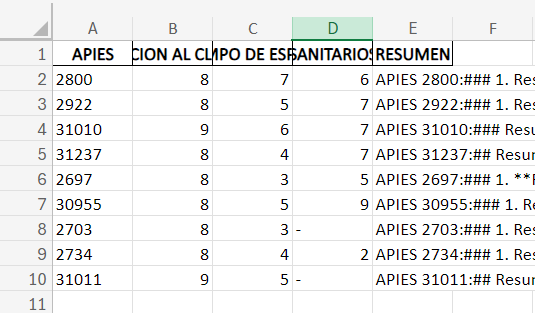 A B C D E F
1 APIES CION AL CL MPO DE ESP SANITARIOS RESUMEN
2 2800 8 7 6 APIES 2800:### 1. Res
3 2922 8 5 7 APIES 2922:### 1. Res
4 31010 9 6 7 APIES 31010:### Resu
5 31237 8 4 7 APIES 31237:## Resur
6 2697 8 3 5 APIES 2697:### 1. **F
7 30955 8 5 9 APIES 30955:### 1. R
8 2703 8 3 - APIES 2703:### 1. Res
9 2734 8 4 2 APIES 2734:### 1. Res
10 31011 9 5 - APIES 31011:## Resur
11